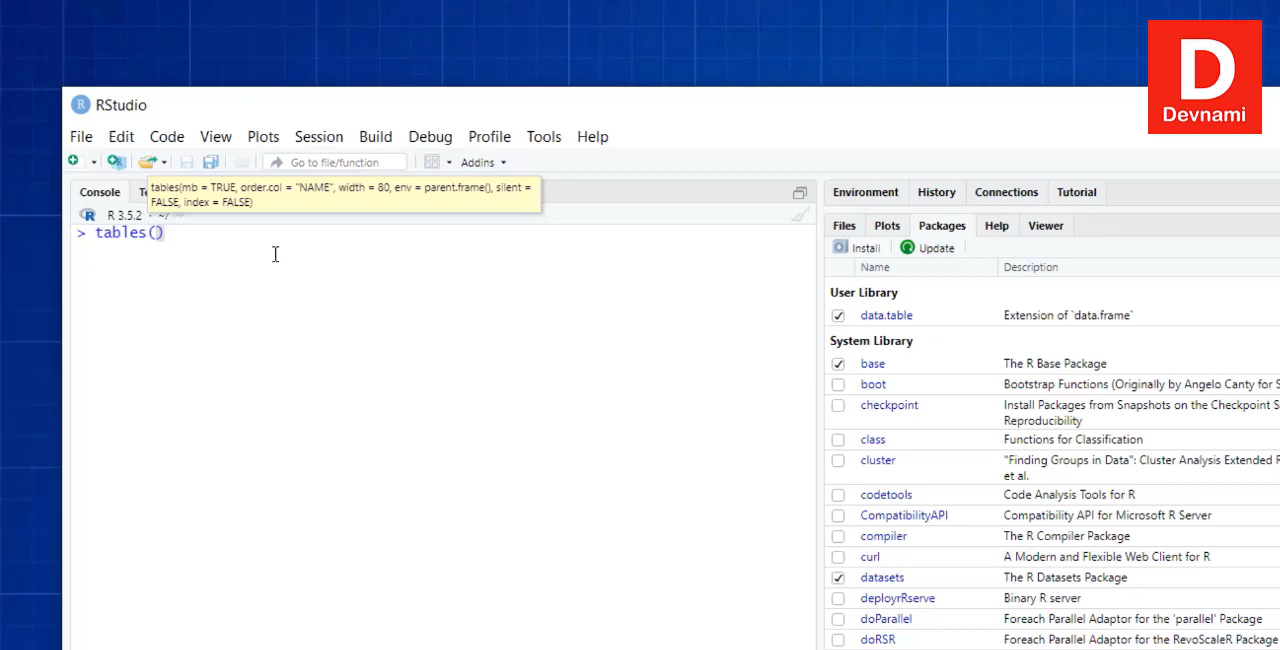 D
Devnami
R RStudio
File Edit Code View Plots Session Build Debug Profile Tools Help
Go to file/function Addins
Console
tables(mb = TRUE, order.col = "NAME", width = 80, env = parent.frame(), silent =
FALSE, index = FALSE)
R R 3.5.2 · ~/
> tables()
Environment History Connections Tutorial
Files Plots Packages Help Viewer
Install Update
Name Description
User Library
data.table Extension of `data.frame`
System Library
base The R Base Package
boot Bootstrap Functions (Originally by Angelo Canty for S
checkpoint Install Packages from Snapshots on the Checkpoint S
Reproducibility
class Functions for Classification
cluster "Finding Groups in Data": Cluster Analysis Extended R
et al.
codetools Code Analysis Tools for R
CompatibilityAPI Compatibility API for Microsoft R Server
compiler The R Compiler Package
curl A Modern and Flexible Web Client for R
datasets The R Datasets Package
deployrRserve Binary R server
doParallel Foreach Parallel Adaptor for the 'parallel' Package
doRSR Foreach Parallel Adaptor for the RevoScaleR Package